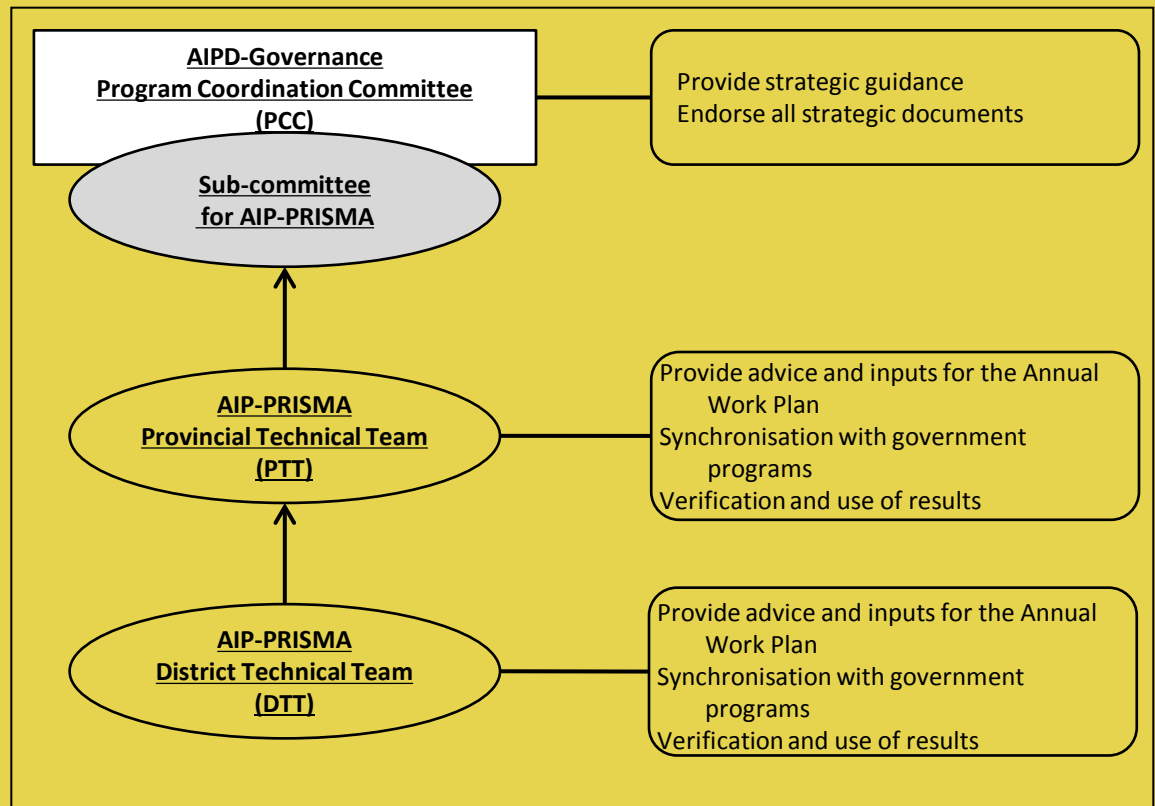 AIPD-Governance
Program Coordination Committee
(PCC)
Provide strategic guidance
Endorse all strategic documents
Sub-committee
for AIP-PRISMA
AIP-PRISMA
Provincial Technical Team
(PTT)
Provide advice and inputs for the Annual
Work Plan
Synchronisation with government
programs
Verification and use of results
AIP-PRISMA
District Technical Team
(DTT)
Provide advice and inputs for the Annual
Work Plan
Synchronisation with government
programs
Verification and use of results